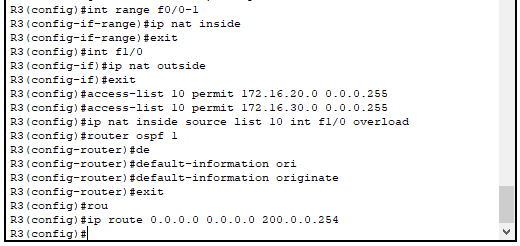 R3(config)#int range f0/0-1
R3(config-if-range)#ip nat inside
R3(config-if-range)#exit
R3(config)#int f1/0
R3(config-if)#ip nat outside
R3(config-if)#exit
R3(config)#access-list 10 permit 172.16.20.0 0.0.0.255
R3(config)#access-list 10 permit 172.16.30.0 0.0.0.255
R3(config)#ip nat inside source list 10 int f1/0 overload
R3(config)#router ospf 1
R3(config-router)#de
R3(config-router)#default-information ori
R3(config-router)#default-information originate
R3(config-router)#exit
R3(config)#rou
R3(config)#ip route 0.0.0.0 0.0.0.0 200.0.0.254
R3(config)#